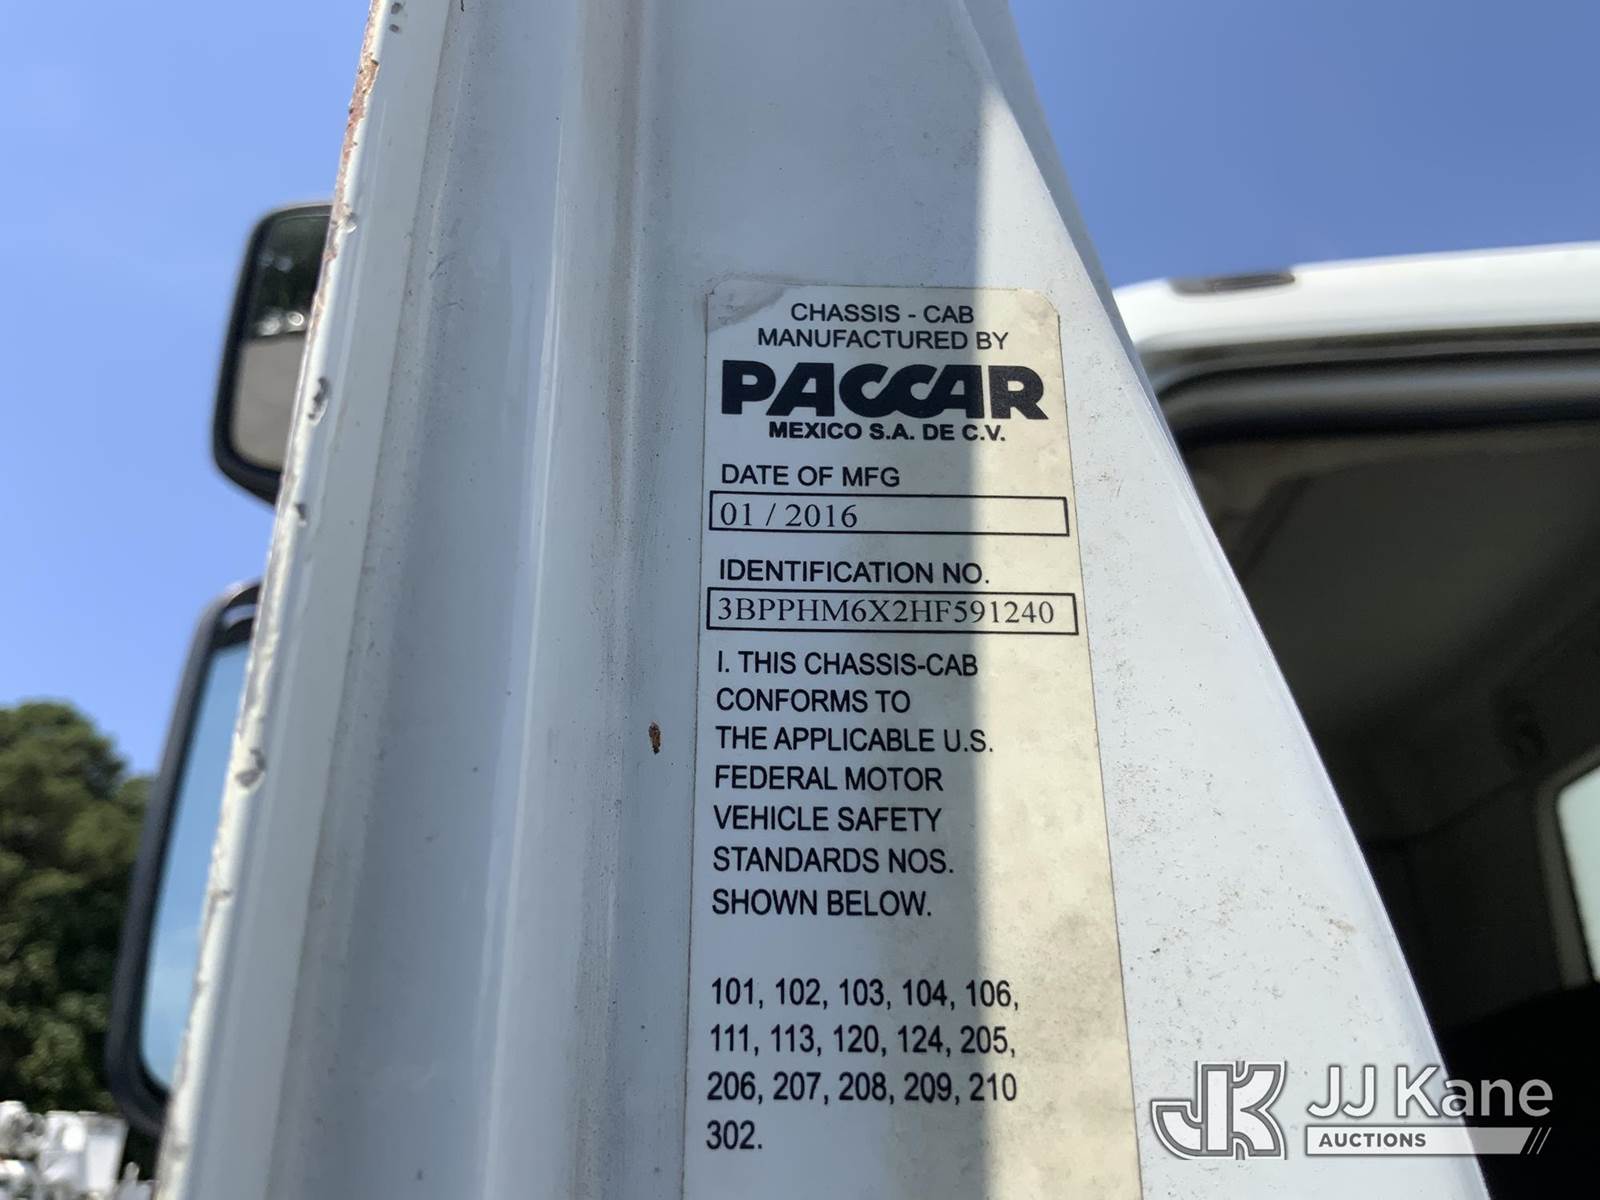 CHASSIS - CAB
MANUFACTURED BY
PACCAR
MEXICO S.A. DE C.V.
DATE OF MFG
01 / 2016
IDENTIFICATION NO.
3BPPHM6X2HF591240
I. THIS CHASSIS-CAB
CONFORMS TO
THE APPLICABLE U.S.
FEDERAL MOTOR
VEHICLE SAFETY
STANDARDS NOS.
SHOWN BELOW.
101, 102, 103, 104, 106,
111, 113, 120, 124, 205,
206, 207, 208, 209, 210
302.
JK JJ Kane
AUCTIONS